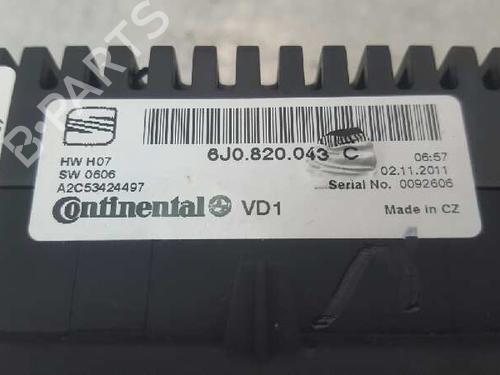 6J0.820.043 C
HW H07
SW 0606
A2C53424497
06:57
02.11.2011
Serial No. 0092606
Continental VD1
Made in CZ
B-PARTS